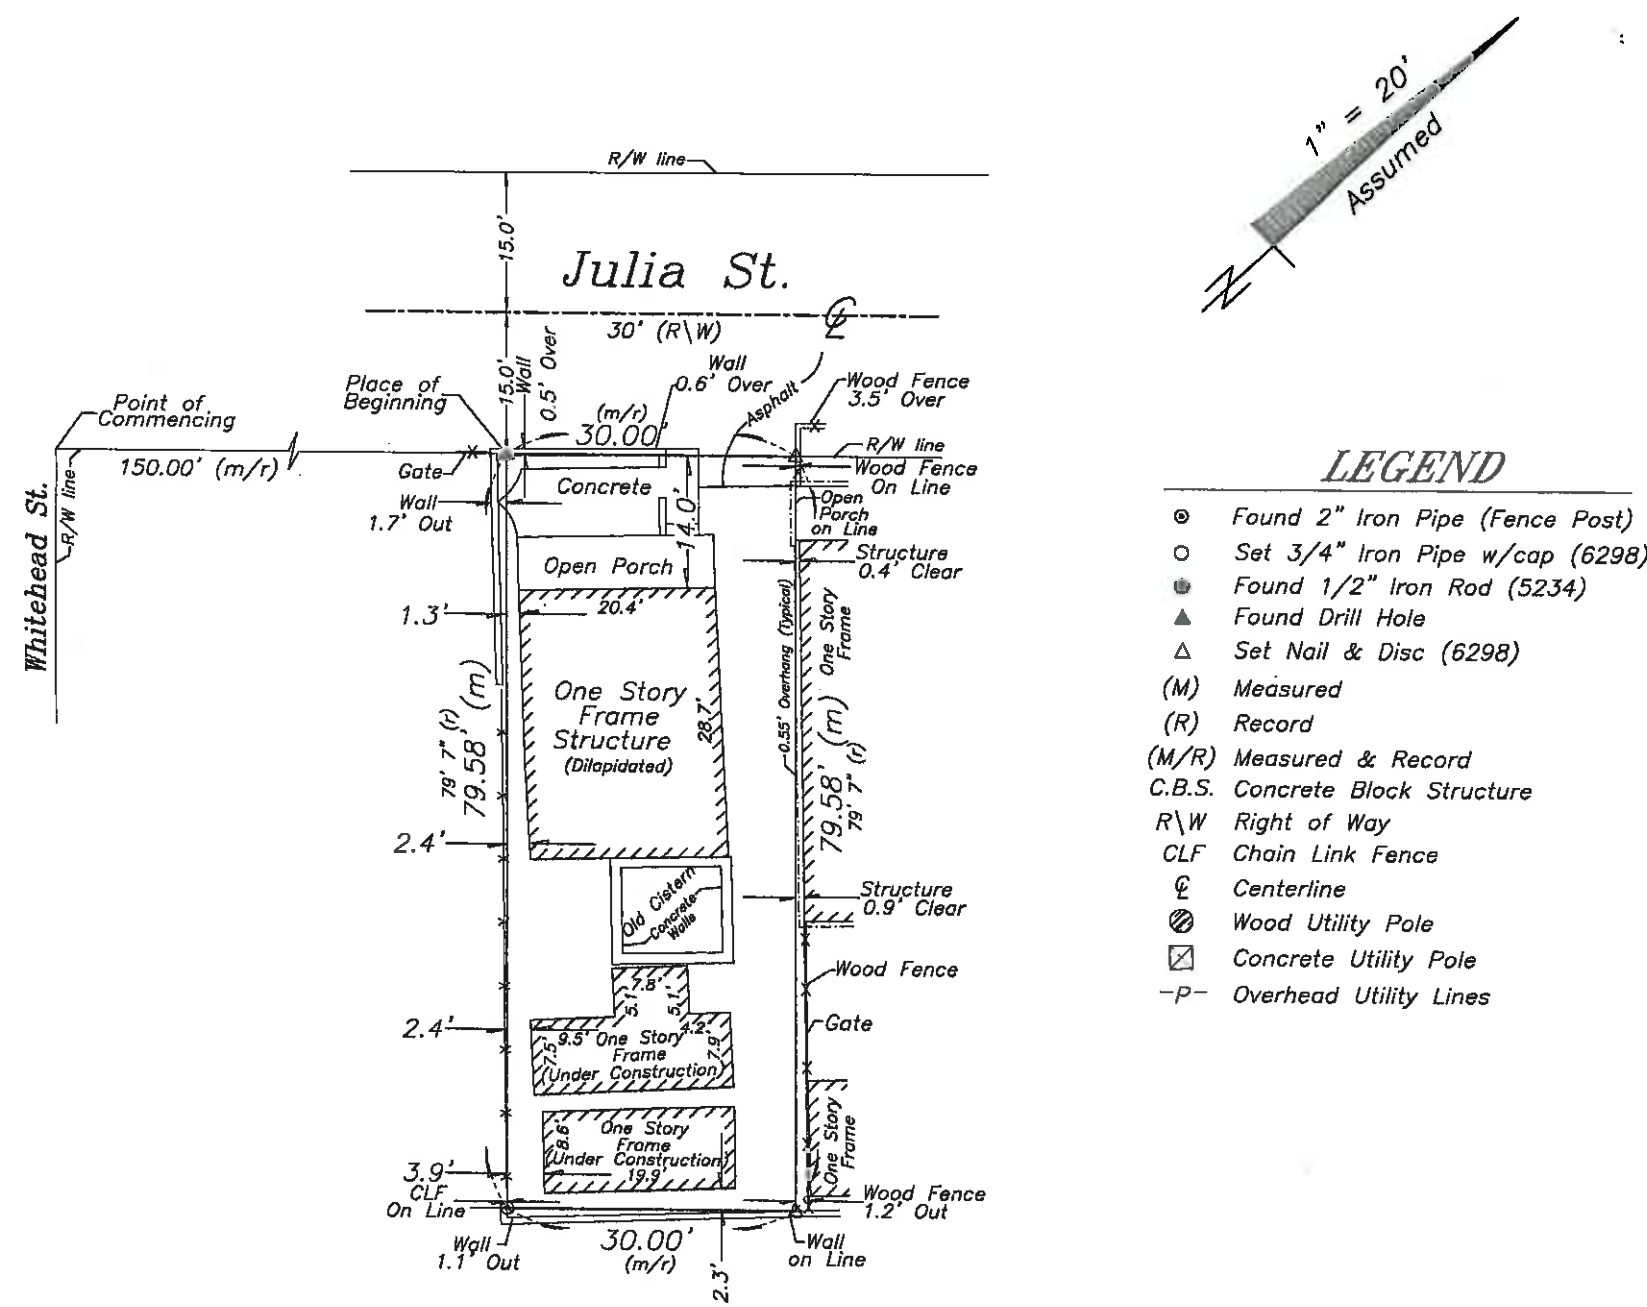 1" = 20'
Assumed
N
R/W line
15.0'
Julia St.
30' (R\W)
15.0'
Wall
0.5' Over
Wall
0.6' Over
Asphalt
Wood Fence
3.5' Over
Place of
Beginning
Point of
Commencing
(m/r)
30.00'
R/W line
150.00' (m/r)
Gate
Wood Fence
On Line
Whitehead St.
R/W line
Wall
1.7' Out
Concrete
14.0'
Open
Porch
on Line
Open Porch
Structure
0.4' Clear
1.3'
20.4'
0.55' Overhang (Typical)
One Story
Frame
One Story
Frame
Structure
(Dilapidated)
28.7'
79' 7" (r)
79.58' (m)
79.58' (m)
79' 7" (r)
2.4'
Old Cistern
Concrete
Walls
Structure
0.9' Clear
Wood Fence
7.8'
5.1'
5.1'
2.4'
Gate
9.5'
4.2'
One Story
Frame
(Under Construction)
7.5'
7.9'
One Story
Frame
(Under Construction)
8.6'
19.9'
One Story
Frame
3.9'
CLF
On Line
Wood Fence
1.2' Out
Wall
1.1' Out
30.00'
(m/r)
2.3'
Wall
on Line
LEGEND
Found 2" Iron Pipe (Fence Post)
Set 3/4" Iron Pipe w/cap (6298)
Found 1/2" Iron Rod (5234)
Found Drill Hole
Set Nail & Disc (6298)
(M) Measured
(R) Record
(M/R) Measured & Record
C.B.S. Concrete Block Structure
R\W Right of Way
CLF Chain Link Fence
℄ Centerline
Wood Utility Pole
Concrete Utility Pole
-P- Overhead Utility Lines